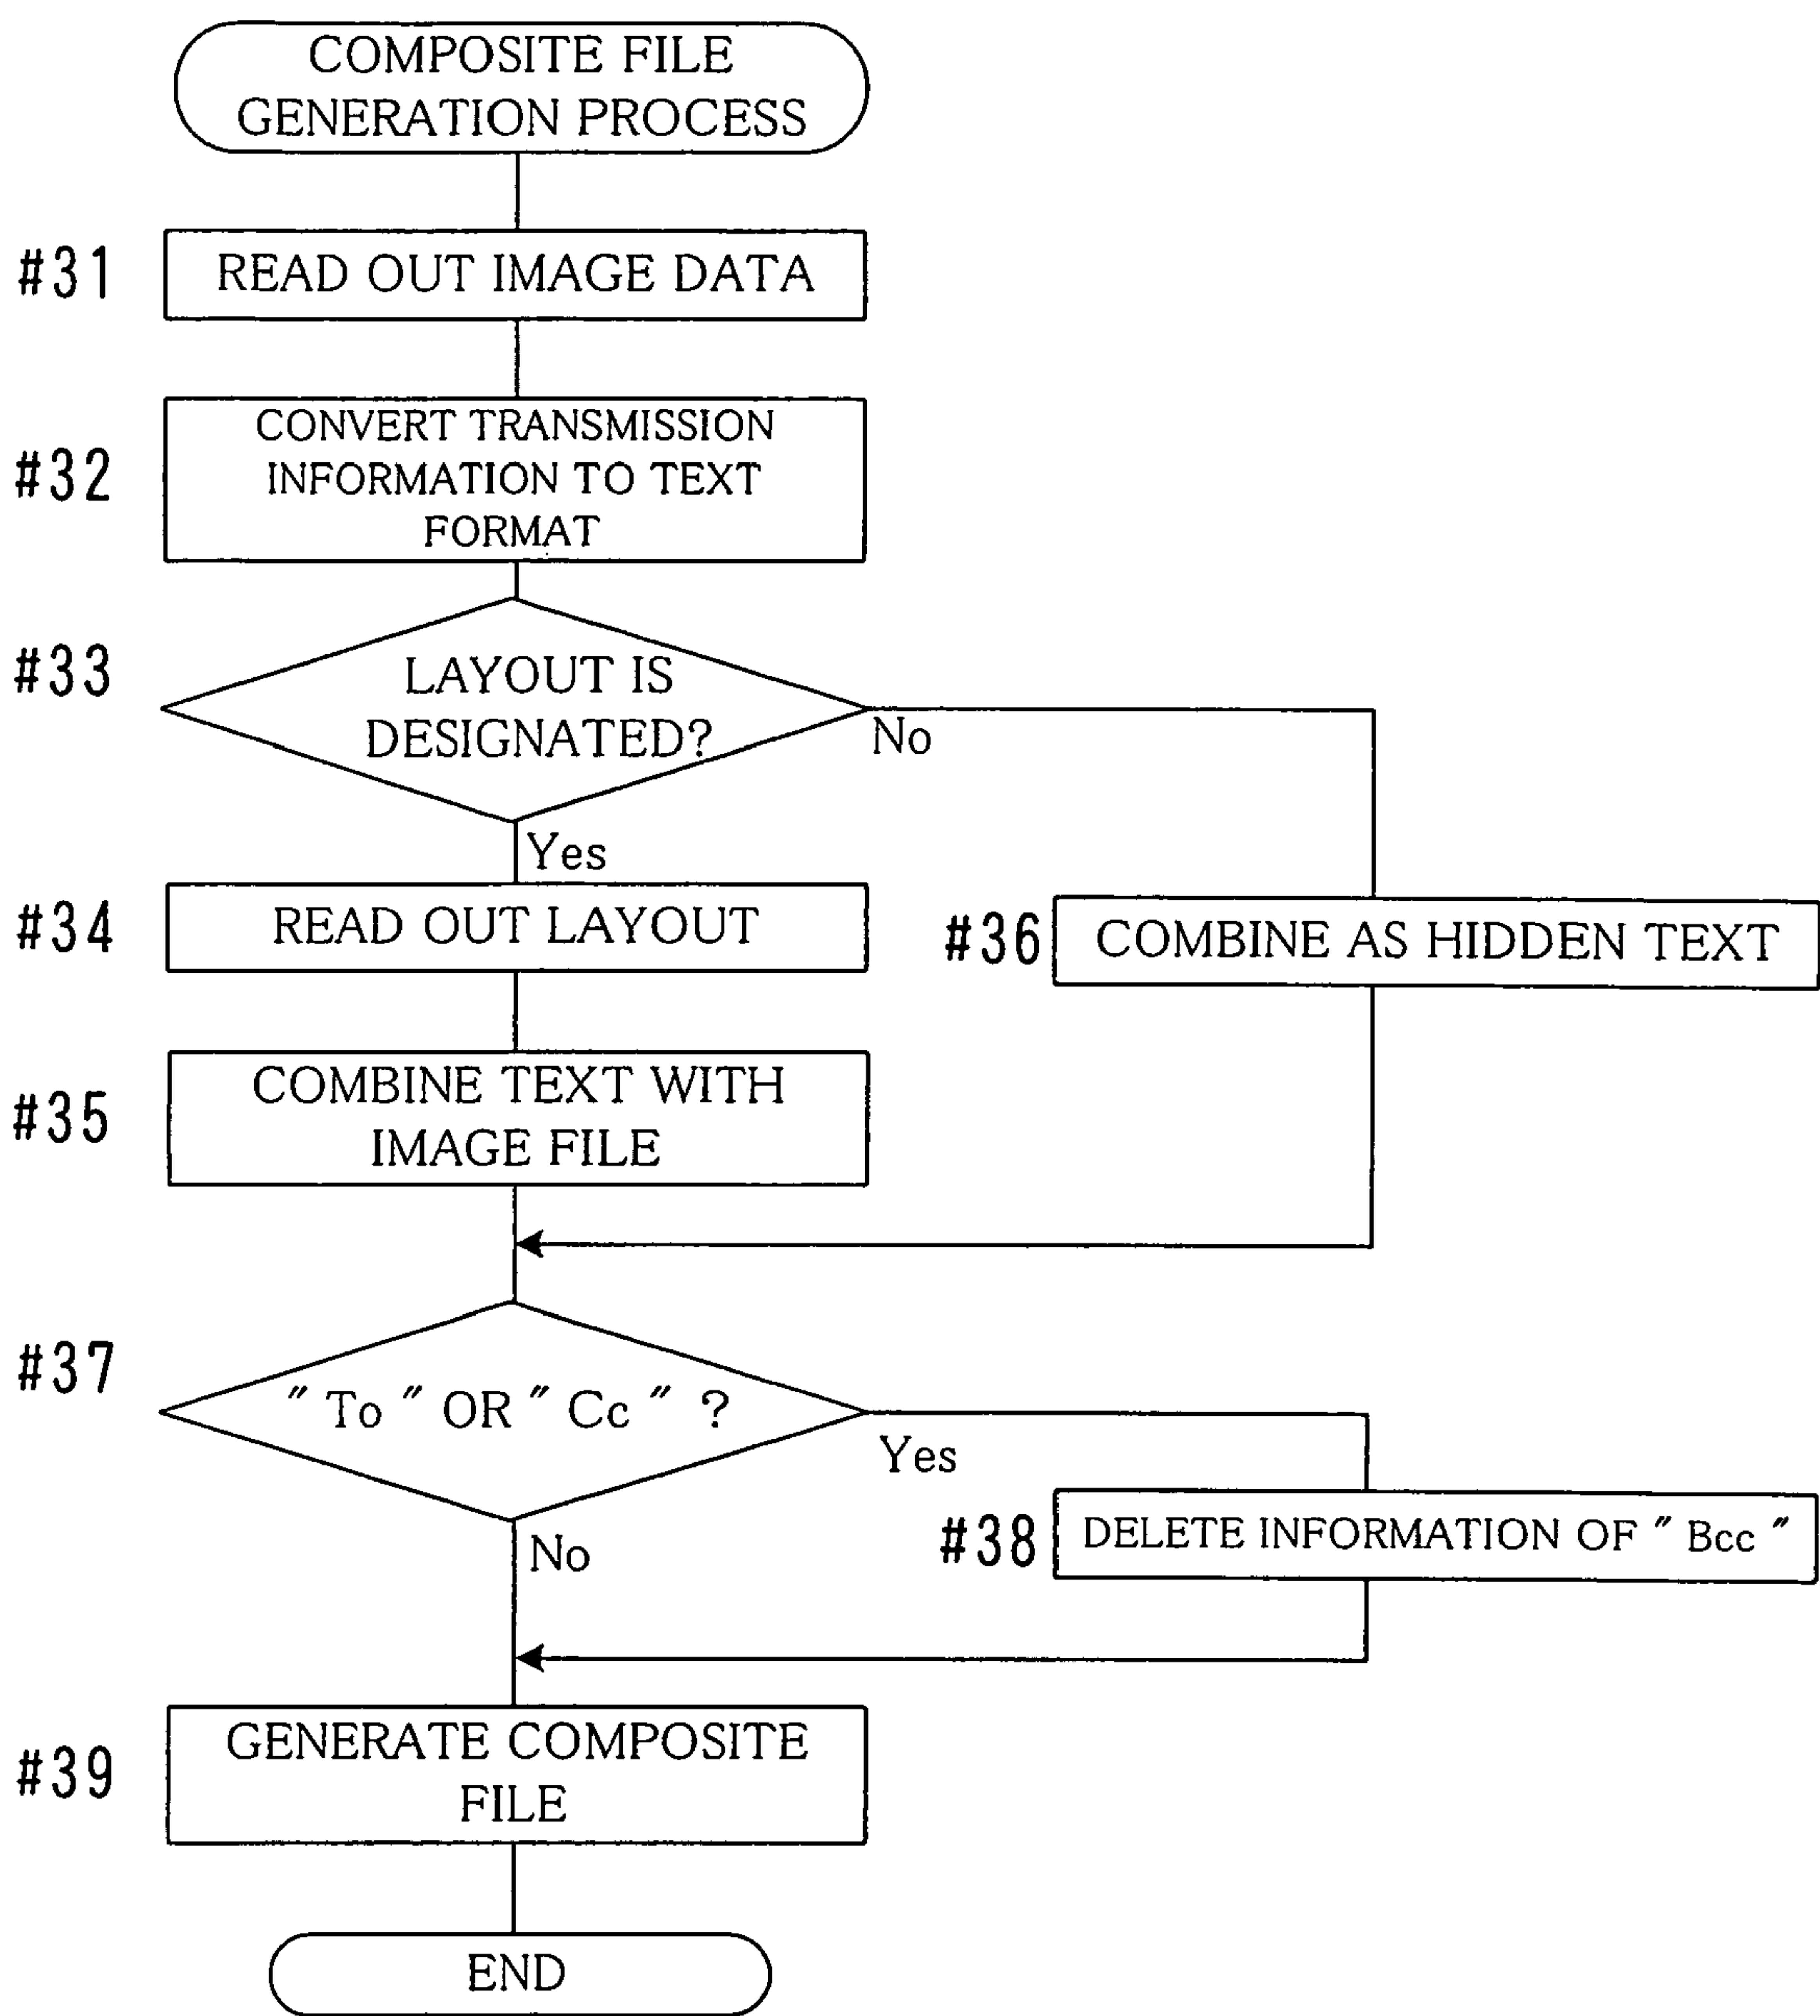 COMPOSITE FILE
GENERATION PROCESS
#31
READ OUT IMAGE DATA
#32
CONVERT TRANSMISSION
INFORMATION TO TEXT
FORMAT
#33
LAYOUT IS
DESIGNATED?
No
Yes
#34
READ OUT LAYOUT
#36
COMBINE AS HIDDEN TEXT
#35
COMBINE TEXT WITH
IMAGE FILE
#37
" To " OR " Cc " ?
Yes
No
#38
DELETE INFORMATION OF " Bcc "
#39
GENERATE COMPOSITE
FILE
END